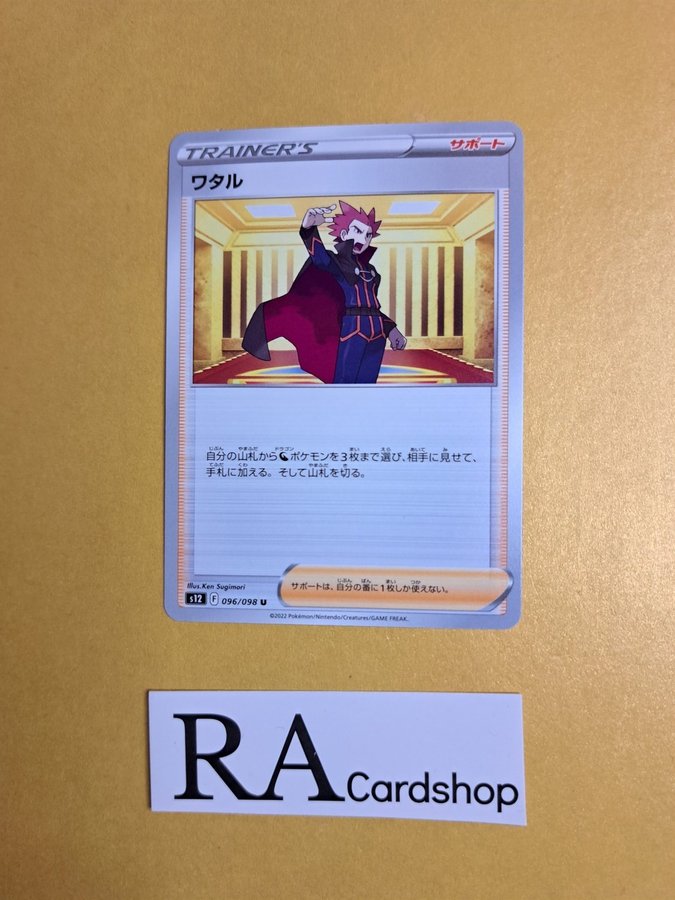 TRAINER'S サポート
ワタル
自分の山札からポケモンを3枚まで選び、相手に見せて、
手札に加える。そして山札を切る。
Illus.Ken Sugimori
サポートは、自分の番に1枚しか使えない。
s12 F 096/098 U
©2022 Pokémon/Nintendo/Creatures/GAME FREAK.
RA Cardshop